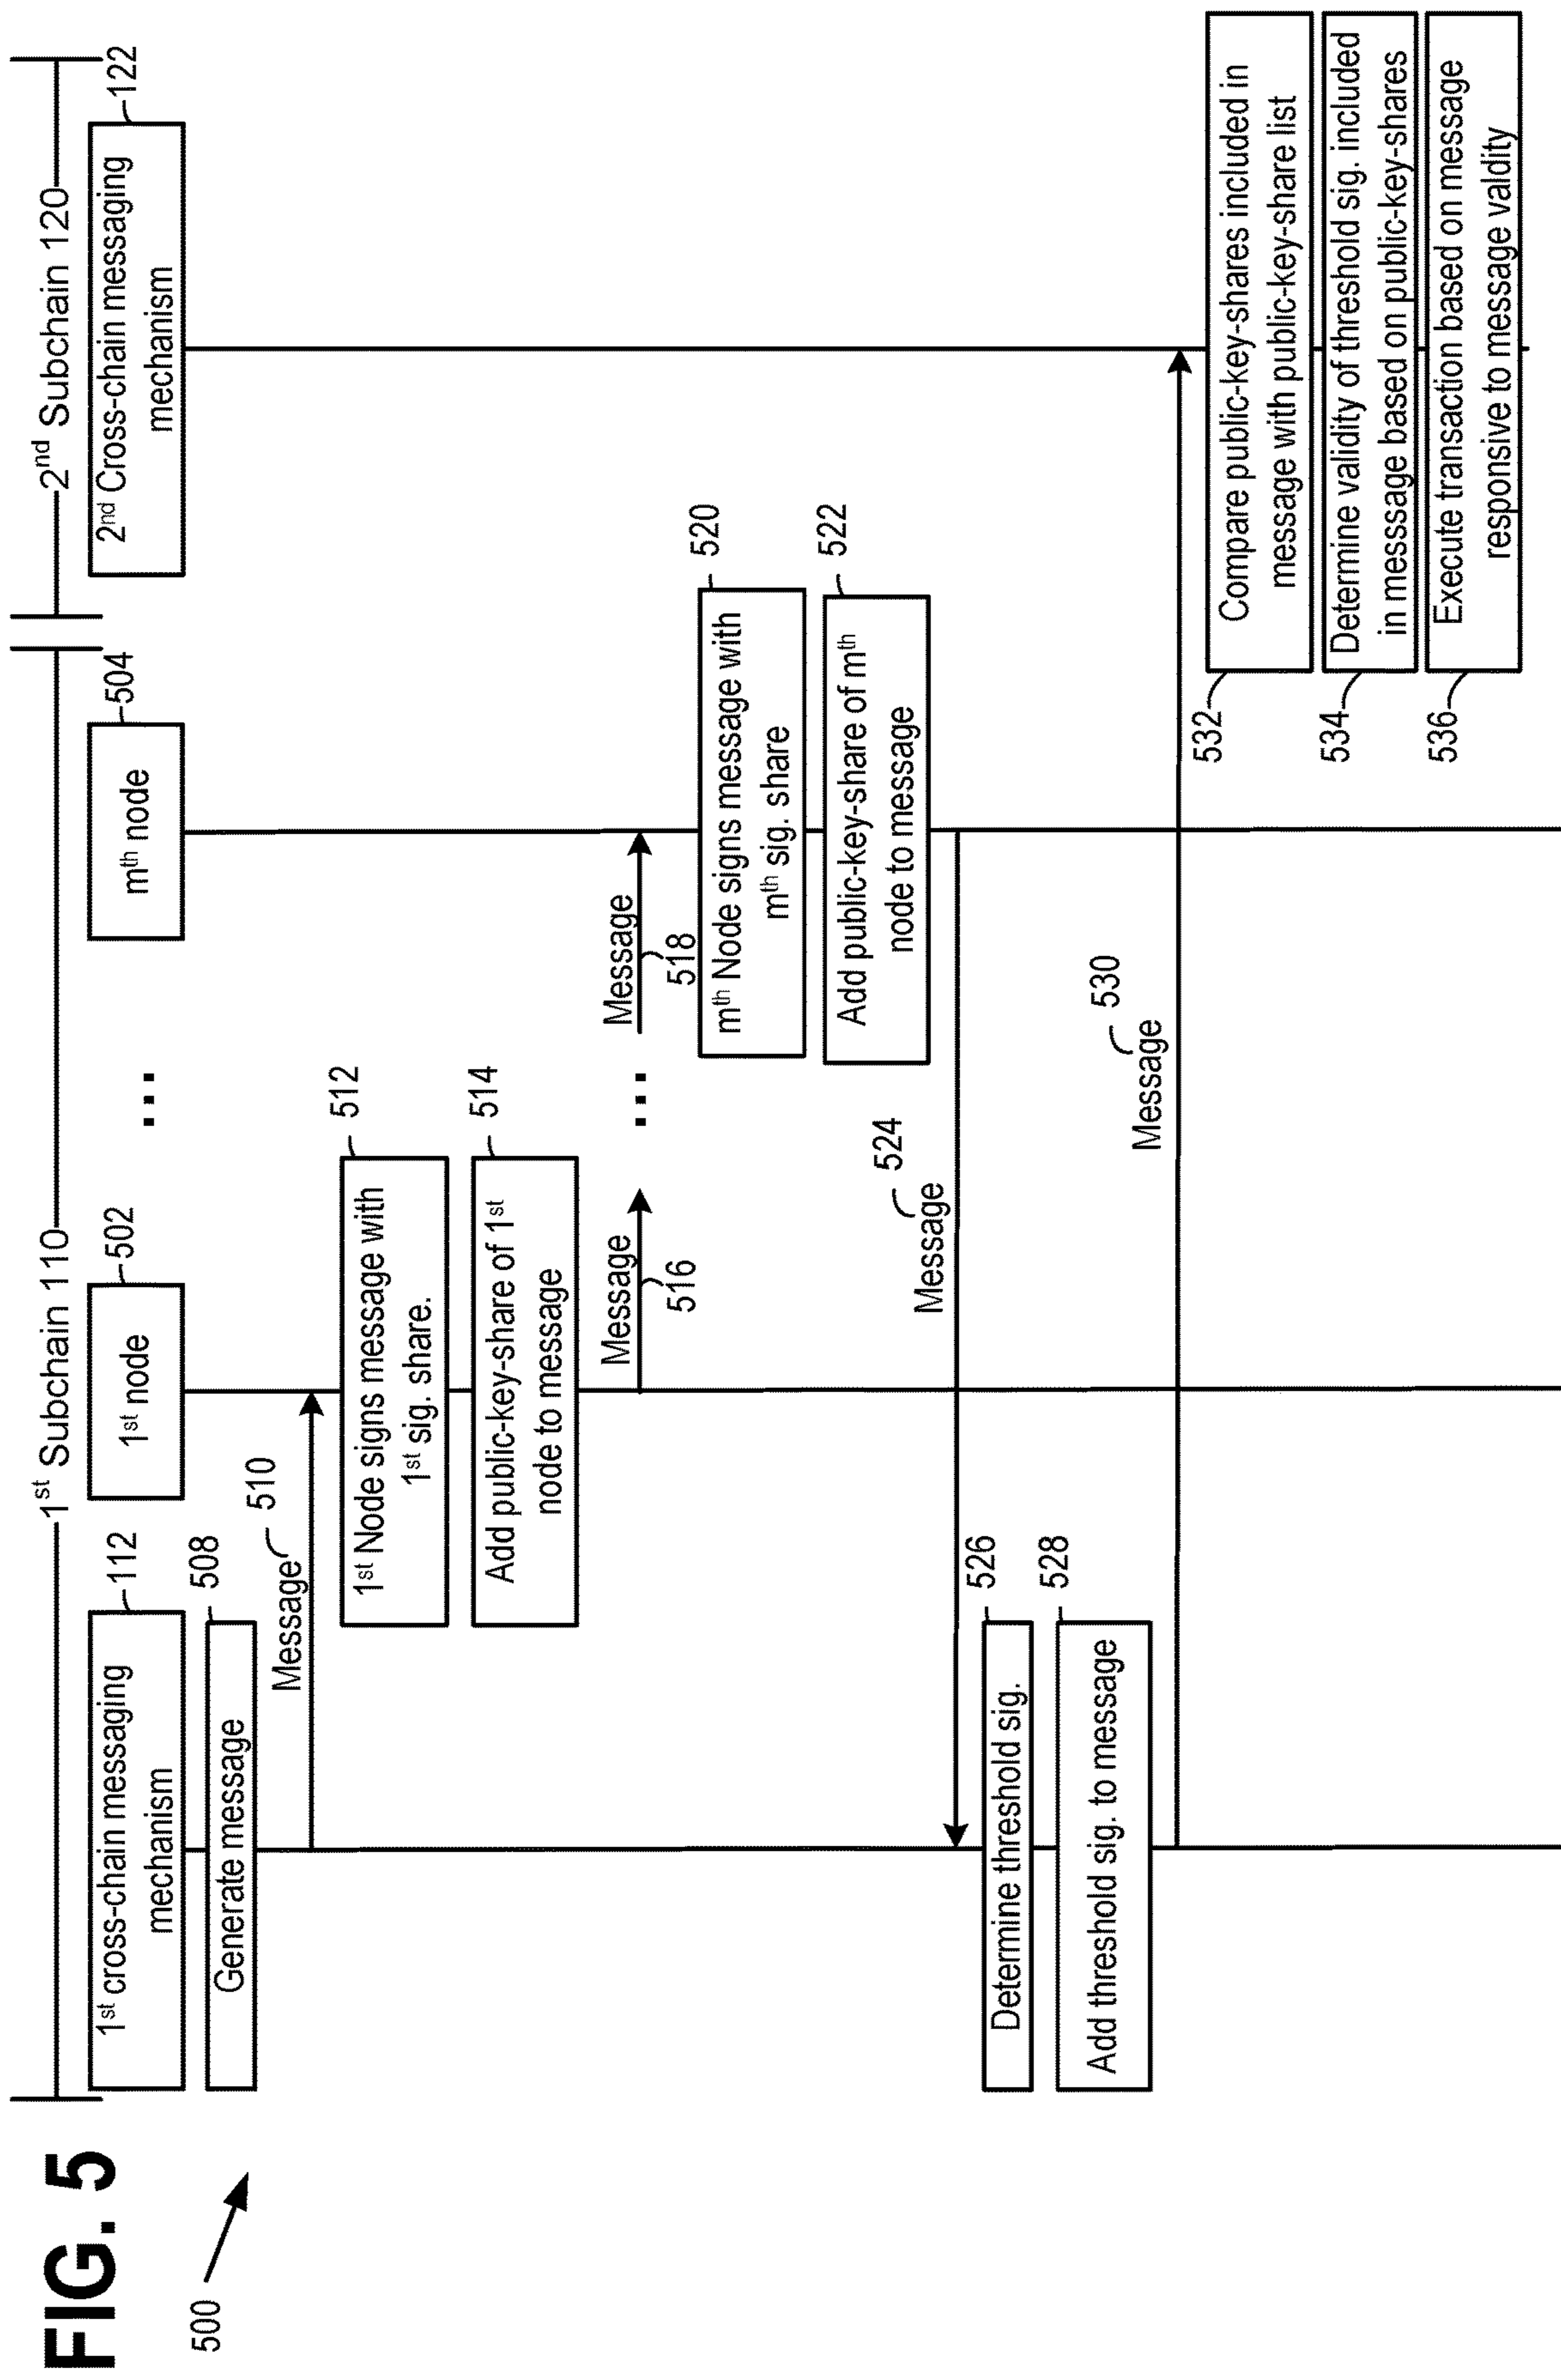 FIG. 5
500
1st Subchain 110
2nd Subchain 120
1st cross-chain messaging
mechanism
112
1st node
502
...
mth node
504
2nd Cross-chain messaging
mechanism
122
Generate message
508
Message
510
1st Node signs message with
1st sig. share.
512
Add public-key-share of 1st
node to message
514
Message
516
...
Message
518
mth Node signs message with
mth sig. share
520
Add public-key-share of mth
node to message
522
Message
524
Determine threshold sig.
526
Add threshold sig. to message
528
Message
530
Compare public-key-shares included in
message with public-key-share list
532
Determine validity of threshold sig. included
in messsage based on public-key-shares
534
Execute transaction based on message
responsive to message valdity
536